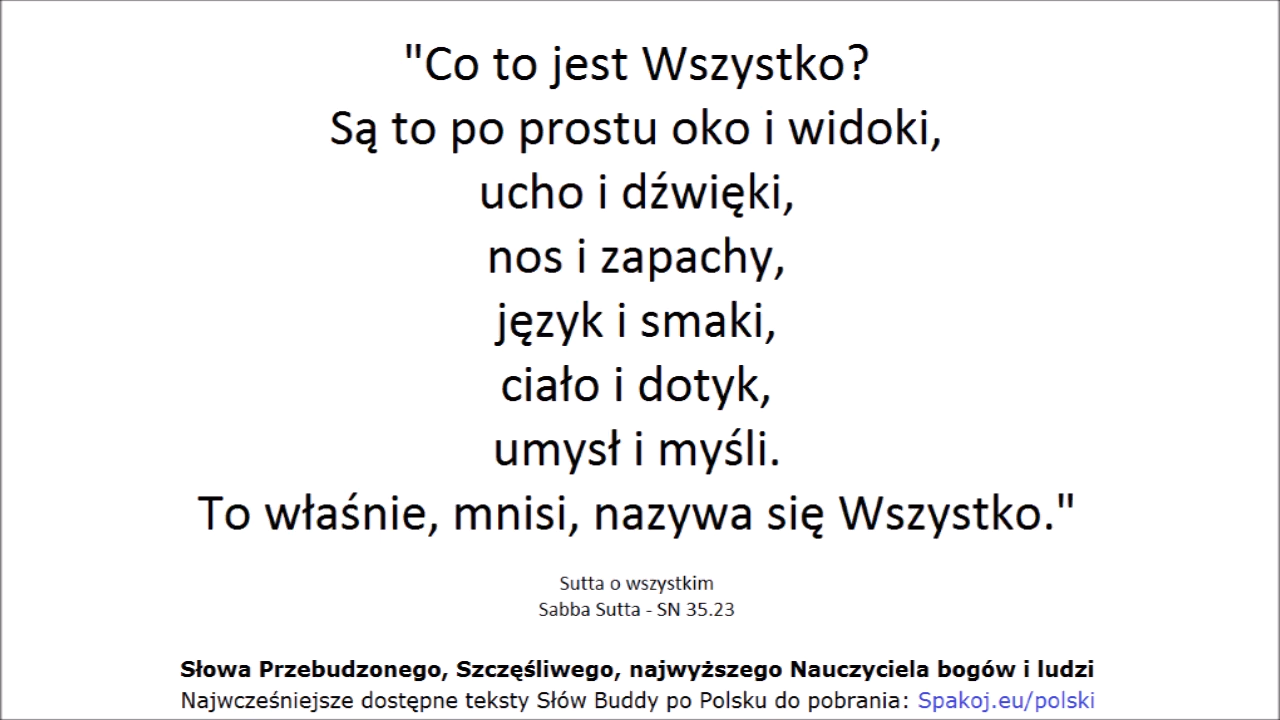 "Co to jest Wszystko?
Są to po prostu oko i widoki,
ucho i dźwięki,
nos i zapachy,
język i smaki,
ciało i dotyk,
umysł i myśli.
To właśnie, mnisi, nazywa się Wszystko."
Sutta o wszystkim
Sabba Sutta - SN 35.23
Słowa Przebudzonego, Szczęśliwego, najwyższego Nauczyciela bogów i ludzi
Najwcześniejsze dostępne teksty Słów Buddy po Polsku do pobrania: Spakoj.eu/polski